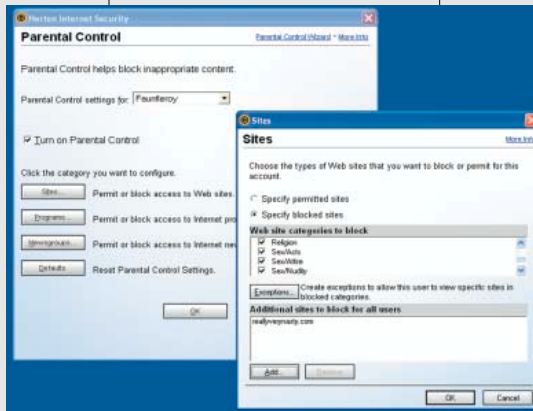 Norton Internet Security
Parental Control
Parental Control Wizard • More Info
Parental Control helps block inappropriate content.
Parental Control settings for: Fauntleroy
Turn on Parental Control
Click the category you want to configure.
Sites... Permit or block access to Web sites.
Programs... Permit or block access to Internet pro
Newsgroups... Permit or block access to Internet new
Defaults Reset Parental Control Settings.
OK
Sites
Sites
More Info
Choose the types of Web sites that you want to block or permit for this
account.
Specify permitted sites
Specify blocked sites
Web site categories to block
Religion
Sex/Acts
Sex/Attire
Sex/Nudity
Exceptions... Create exceptions to allow this user to view specific sites in
blocked categories.
Additional sites to block for all users
Add... Remove
OK Cancel